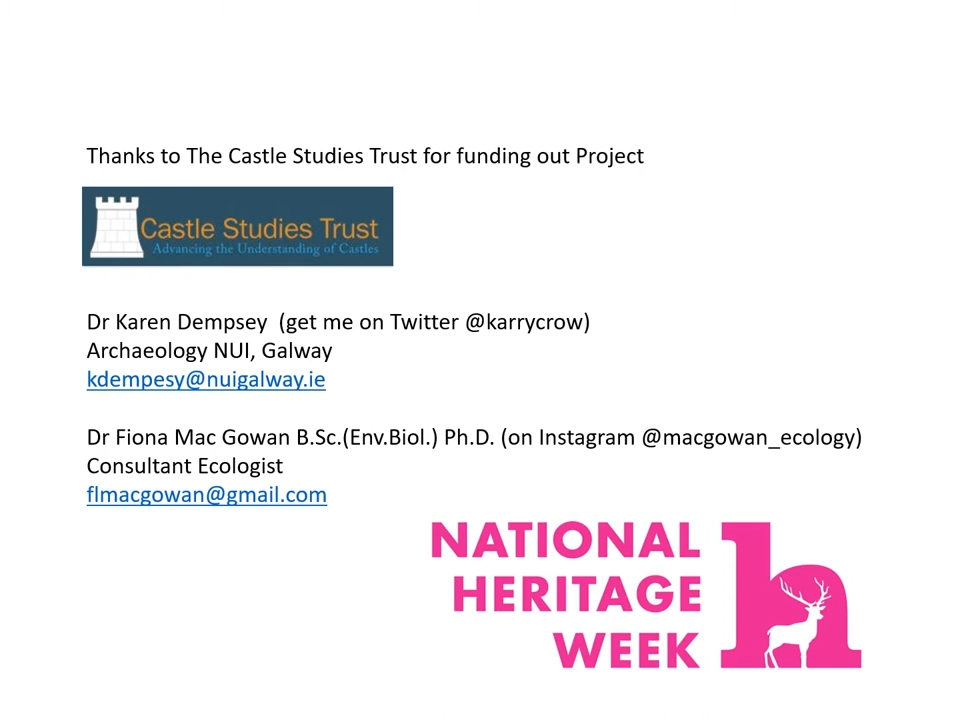 Thanks to The Castle Studies Trust for funding out Project
Castle Studies Trust
Advancing the Understanding of Castles
Dr Karen Dempsey  (get me on Twitter @karrycrow)
Archaeology NUI, Galway
kdempesy@nuigalway.ie
Dr Fiona Mac Gowan B.Sc.(Env.Biol.) Ph.D. (on Instagram @macgowan_ecology)
Consultant Ecologist
flmacgowan@gmail.com
NATIONAL
HERITAGE
WEEK
h